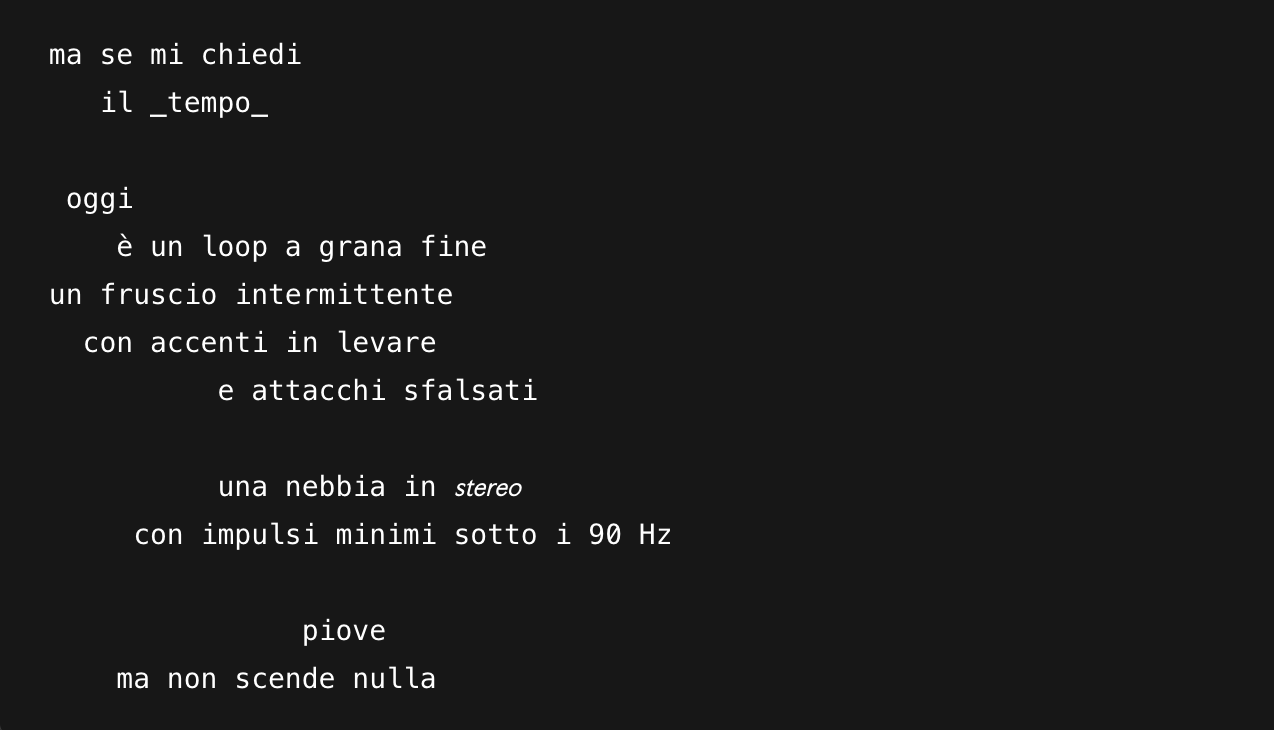 ma se mi chiedi
il _tempo_
oggi
è un loop a grana fine
un fruscio intermittente
con accenti in levare
e attacchi sfalsati
una nebbia in stereo
con impulsi minimi sotto i 90 Hz
piove
ma non scende nulla